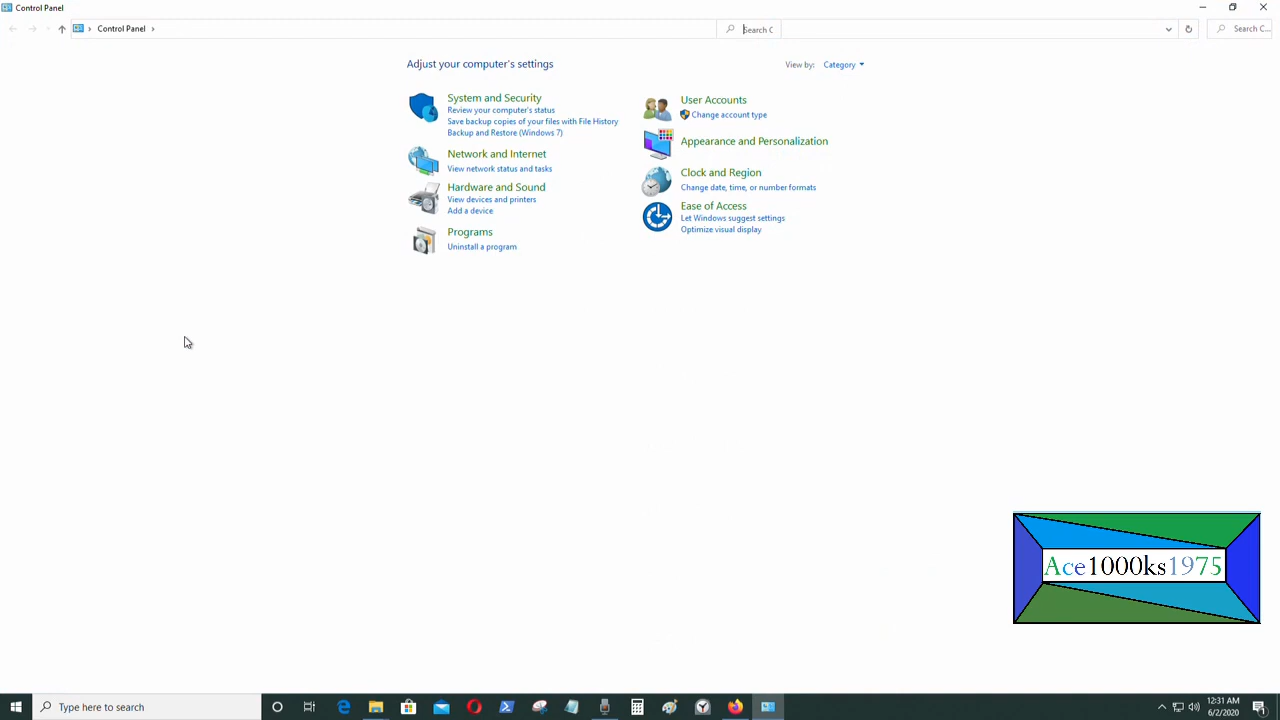 Control Panel
Control Panel
Search C
Search C...
Adjust your computer's settings
View by: Category
System and Security
Review your computer's status
Save backup copies of your files with File History
Backup and Restore (Windows 7)
Network and Internet
View network status and tasks
Hardware and Sound
View devices and printers
Add a device
Programs
Uninstall a program
User Accounts
Change account type
Appearance and Personalization
Clock and Region
Change date, time, or number formats
Ease of Access
Let Windows suggest settings
Optimize visual display
Ace1000ks1975
Type here to search
12:31 AM
6/2/2020
1